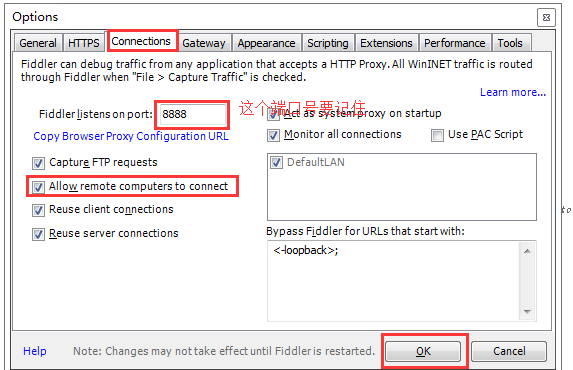 Options
General HTTPS Connections Gateway Appearance Scripting Extensions Performance Tools
Fiddler can debug traffic from any application that accepts a HTTP Proxy. All WinINET traffic is routed
through Fiddler when "File > Capture Traffic" is checked.
Learn more...
Fiddler listens on port: 8888
这个端口号要记住
Act as system proxy on startup
Copy Browser Proxy Configuration URL
Monitor all connections Use PAC Script
Capture FTP requests
DefaultLAN
Allow remote computers to connect
Reuse client connections
Reuse server connections
Bypass Fiddler for URLs that start with:
<-loopback>;
to
Help Note: Changes may not take effect until Fiddler is restarted. OK Cancel